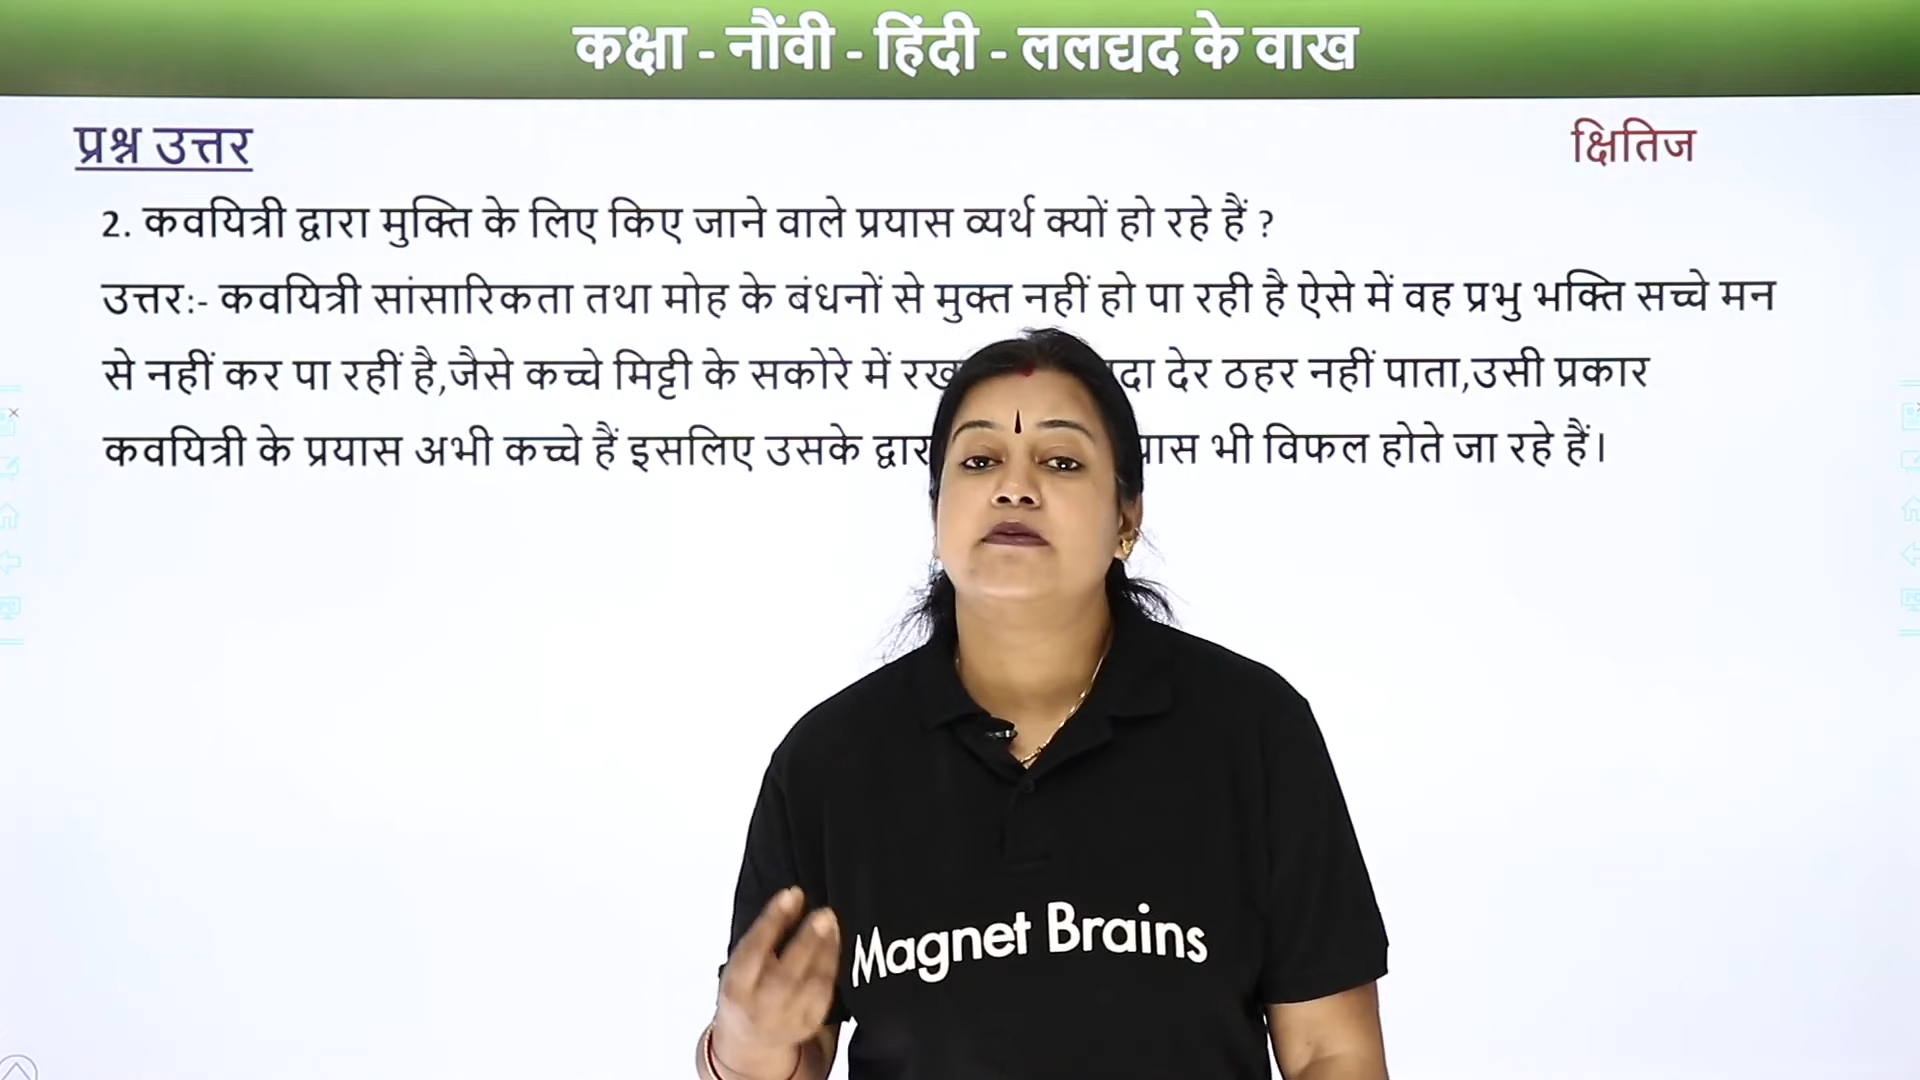 कक्षा - नौंवी - हिंदी - ललद्यद के वाख
प्रश्न उत्तर
क्षितिज
2. कवयित्री द्वारा मुक्ति के लिए किए जाने वाले प्रयास व्यर्थ क्यों हो रहे हैं ?
उत्तर:- कवयित्री सांसारिकता तथा मोह के बंधनों से मुक्त नहीं हो पा रही है ऐसे में वह प्रभु भक्ति सच्चे मन
से नहीं कर पा रहीं है,जैसे कच्चे मिट्टी के सकोरे में देर ठहर नहीं पाता,उसी प्रकार
कवयित्री के प्रयास अभी कच्चे हैं इसलिए उसके भी विफल होते जा रहे हैं।
Magnet Brains